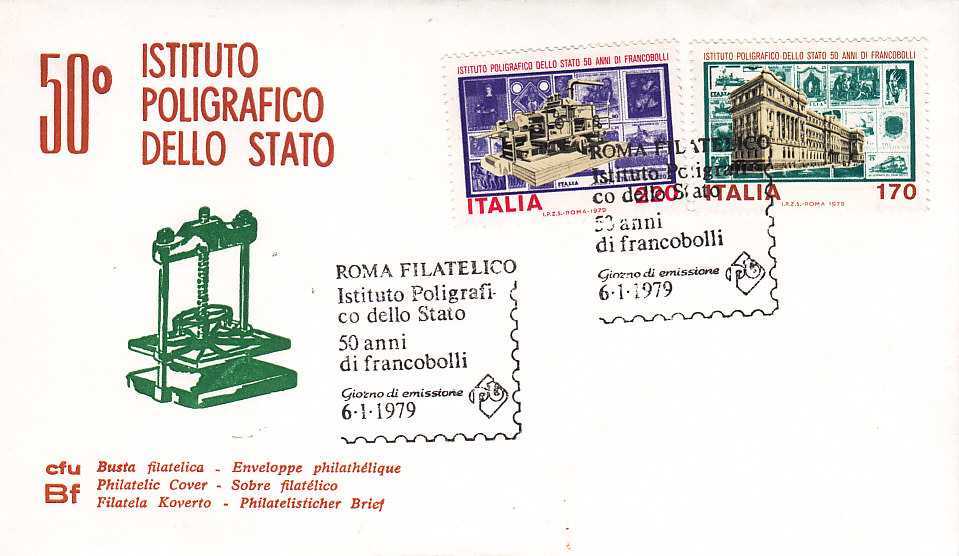 50°
ISTITUTO
POLIGRAFICO
DELLO STATO
ISTITUTO POLIGRAFICO DELLO STATO 50 ANNI DI FRANCOBOLLI
ITALIA
220
I.P.Z.S.-ROMA-1979
ISTITUTO POLIGRAFICO DELLO STATO 50 ANNI DI FRANCOBOLLI
ITALIA
170
I.P.Z.S.-ROMA-1979
ROMA FILATELICO
Istituto Poligrafi-
co dello Stato
50 anni
di francobolli
Giorno di emissione
6·1·1979
ROMA FILATELICO
Istituto Poligrafi-
co dello Stato
50 anni
di francobolli
Giorno di emissione
6·1·1979
cfu Busta filatelica - Enveloppe philathélique
Bf Philatelic Cover - Sobre filatélico
Filatela Koverto - Philatelisticher Brief